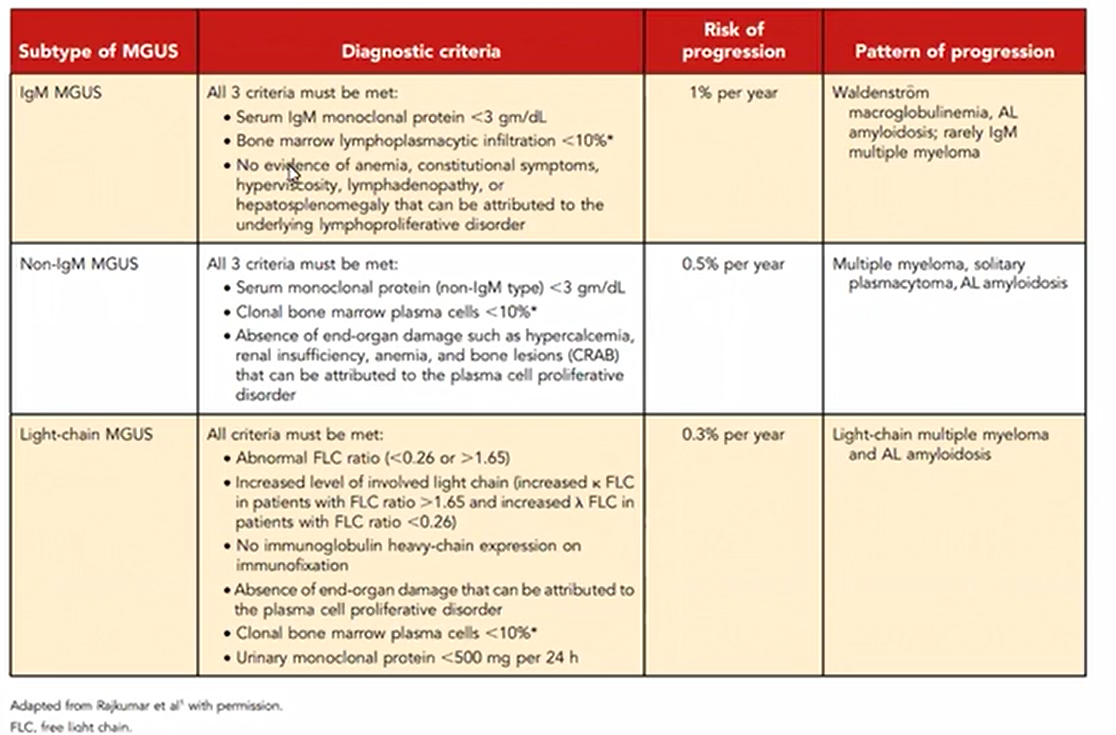 Subtype of MGUS
Diagnostic criteria
Risk of
progression
Pattern of progression
IgM MGUS
All 3 criteria must be met:
• Serum IgM monoclonal protein <3 gm/dL
• Bone marrow lymphoplasmacytic infiltration <10%*
• No evidence of anemia, constitutional symptoms,
hyperviscosity, lymphadenopathy, or
hepatosplenomegaly that can be attributed to the
underlying lymphoproliferative disorder
1% per year
Waldenström
macroglobulinemia, AL
amyloidosis; rarely IgM
multiple myeloma
Non-IgM MGUS
All 3 criteria must be met:
• Serum monoclonal protein (non-IgM type) <3 gm/dL
• Clonal bone marrow plasma cells <10%*
• Absence of end-organ damage such as hypercalcemia,
renal insufficiency, anemia, and bone lesions (CRAB)
that can be attributed to the plasma cell proliferative
disorder
0.5% per year
Multiple myeloma, solitary
plasmacytoma, AL amyloidosis
Light-chain MGUS
All criteria must be met:
• Abnormal FLC ratio (<0.26 or >1.65)
• Increased level of involved light chain (increased κ FLC
in patients with FLC ratio >1.65 and increased λ FLC in
patients with FLC ratio <0.26)
• No immunoglobulin heavy-chain expression on
immunofixation
• Absence of end-organ damage that can be attributed to
the plasma cell proliferative disorder
• Clonal bone marrow plasma cells <10%*
• Urinary monoclonal protein <500 mg per 24 h
0.3% per year
Light-chain multiple myeloma
and AL amyloidosis
Adapted from Rajkumar et al¹ with permission.
FLC, free light chain.